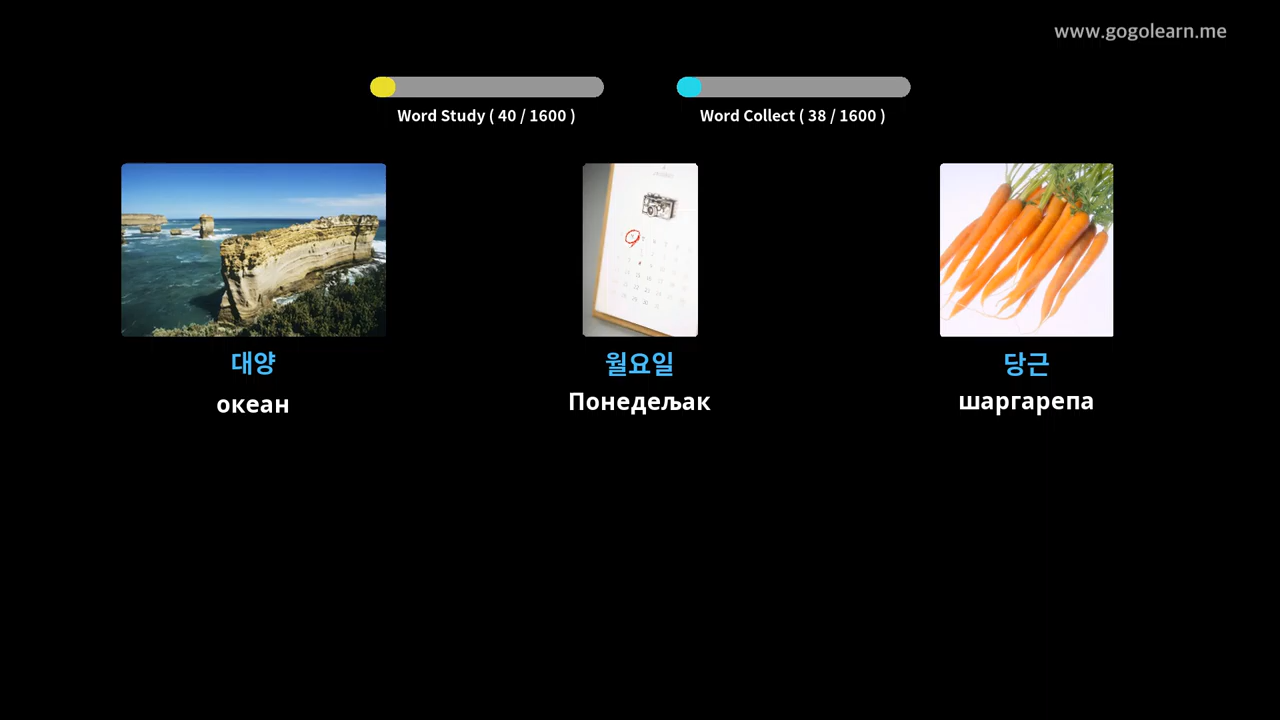 www.gogolearn.me
Word Study ( 40 / 1600 )
Word Collect ( 38 / 1600 )
대양
월요일
당근
океан
Понедељак
шаргарепа